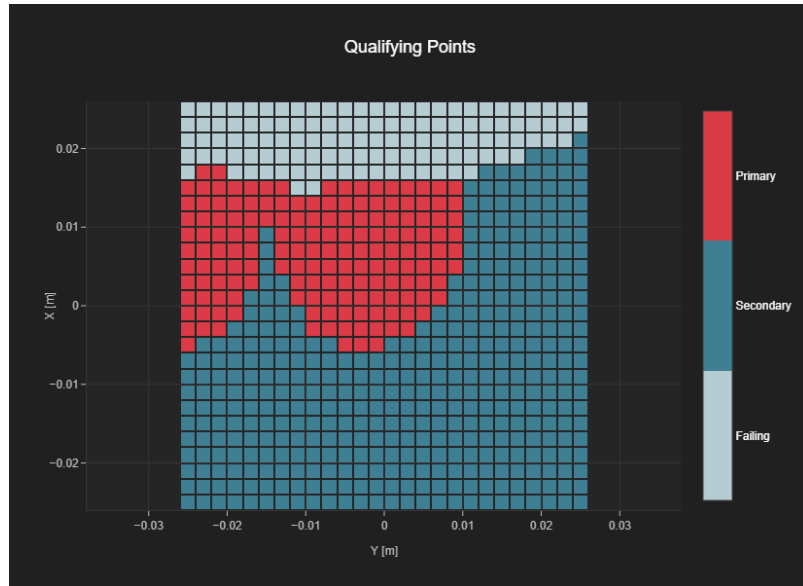 Qualifying Points
0.02
0.01
0
−0.01
−0.02
X [m]
−0.03
−0.02
−0.01
0
0.01
0.02
0.03
Y [m]
Primary
Secondary
Failing